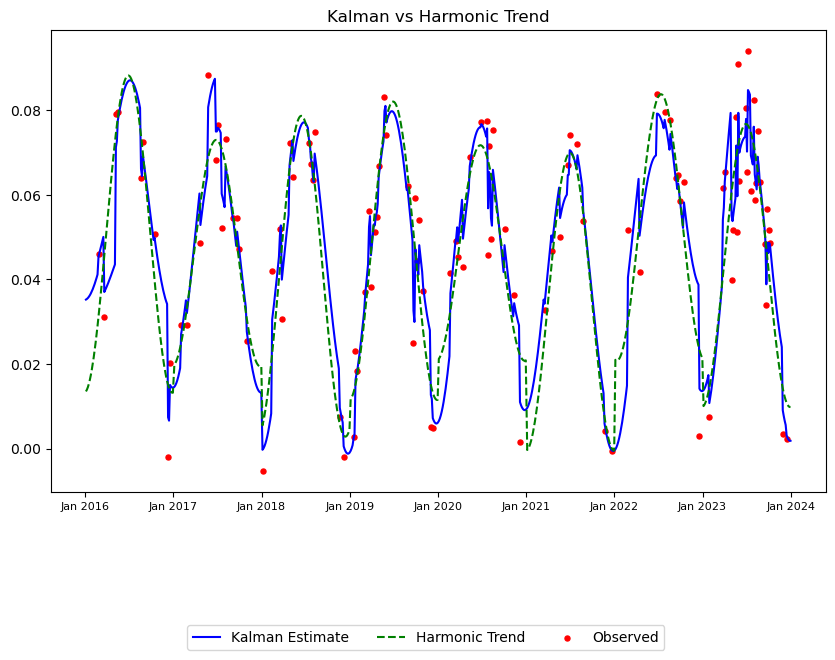 Kalman vs Harmonic Trend
0.08
0.06
0.04
0.02
0.00
Jan 2016 Jan 2017 Jan 2018 Jan 2019 Jan 2020 Jan 2021 Jan 2022 Jan 2023 Jan 2024
Kalman Estimate Harmonic Trend Observed